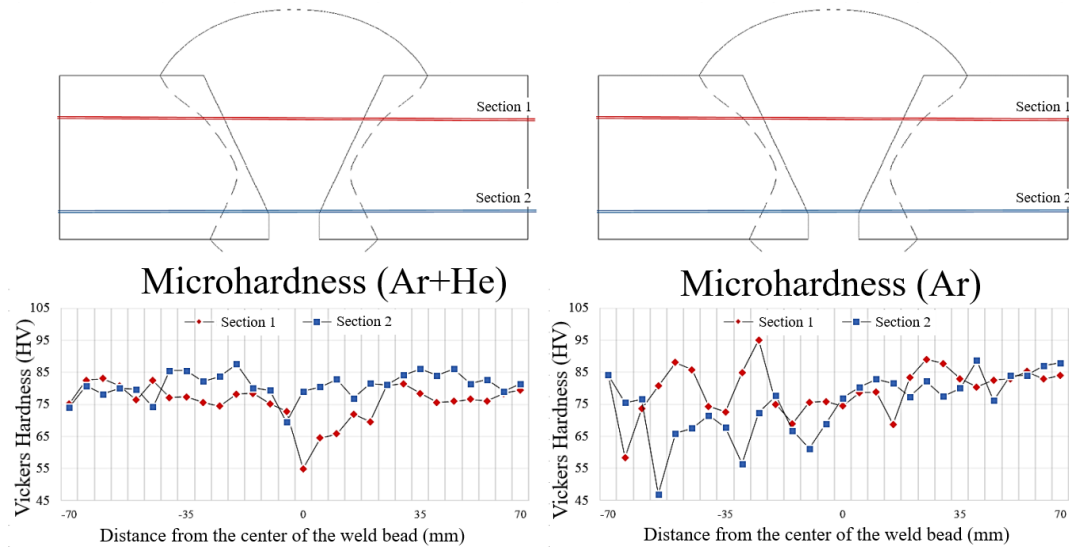 Section 1
Section 2
Section 1
Section 2
Microhardness (Ar+He)
Vickers Hardness (HV)
105
95
85
75
65
55
45
Section 1
Section 2
-70
-35
0
35
70
Distance from the center of the weld bead (mm)
Microhardness (Ar)
Vickers Hardness (HV)
105
95
85
75
65
55
45
Section 1
Section 2
-70
-35
0
35
70
Distance from the center of the weld bead (mm)